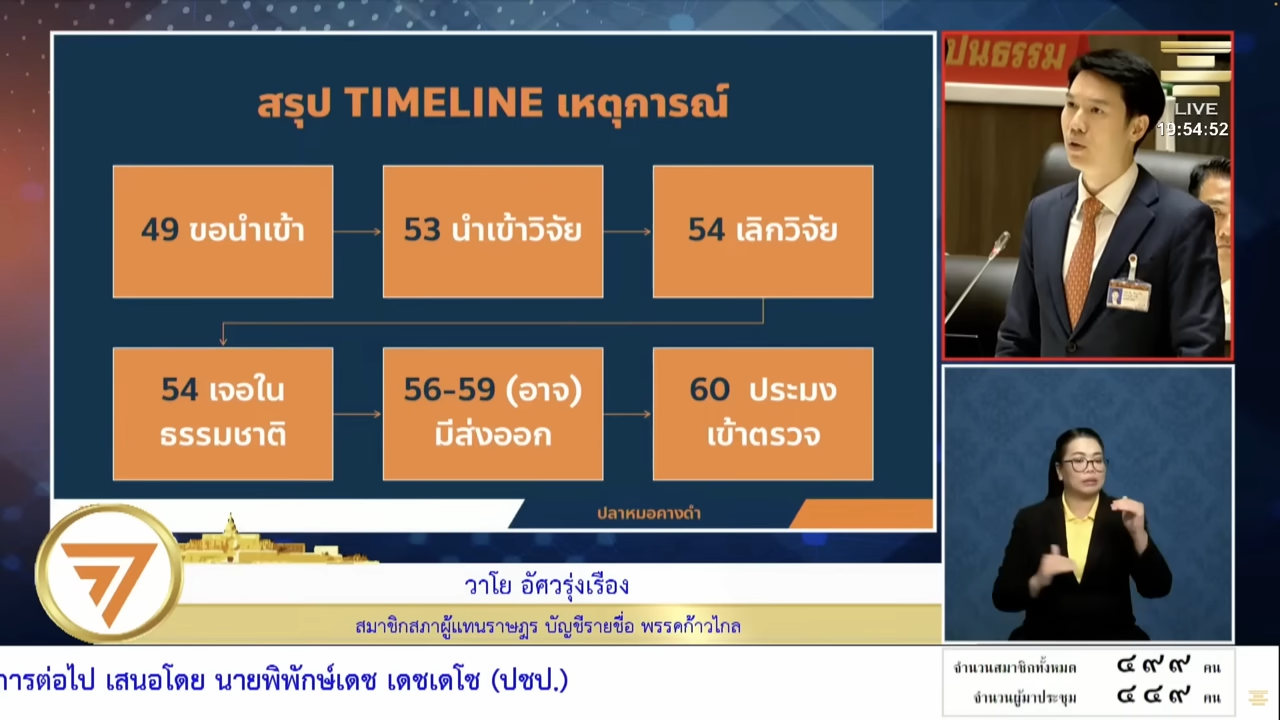 สรุป TIMELINE เหตุการณ์
49 ขอนำเข้า
53 นำเข้าวิจัย
54 เลิกวิจัย
54 เจอใน
ธรรมชาติ
56-59 (อาจ)
มีส่งออก
60 ประมง
เข้าตรวจ
ปลาหมอคางดำ
LIVE
19:54:52
วาโย อัศวรุ่งเรือง
สมาชิกสภาผู้แทนราษฎร บัญชีรายชื่อ พรรคก้าวไกล
การต่อไป เสนอโดย นายพิพักษ์เดช เดชเดโช (ปชป.)
จำนวนสมาชิกทั้งหมด ๔๙๙ คน
จำนวนผู้มาประชุม ๔๔๙ คน